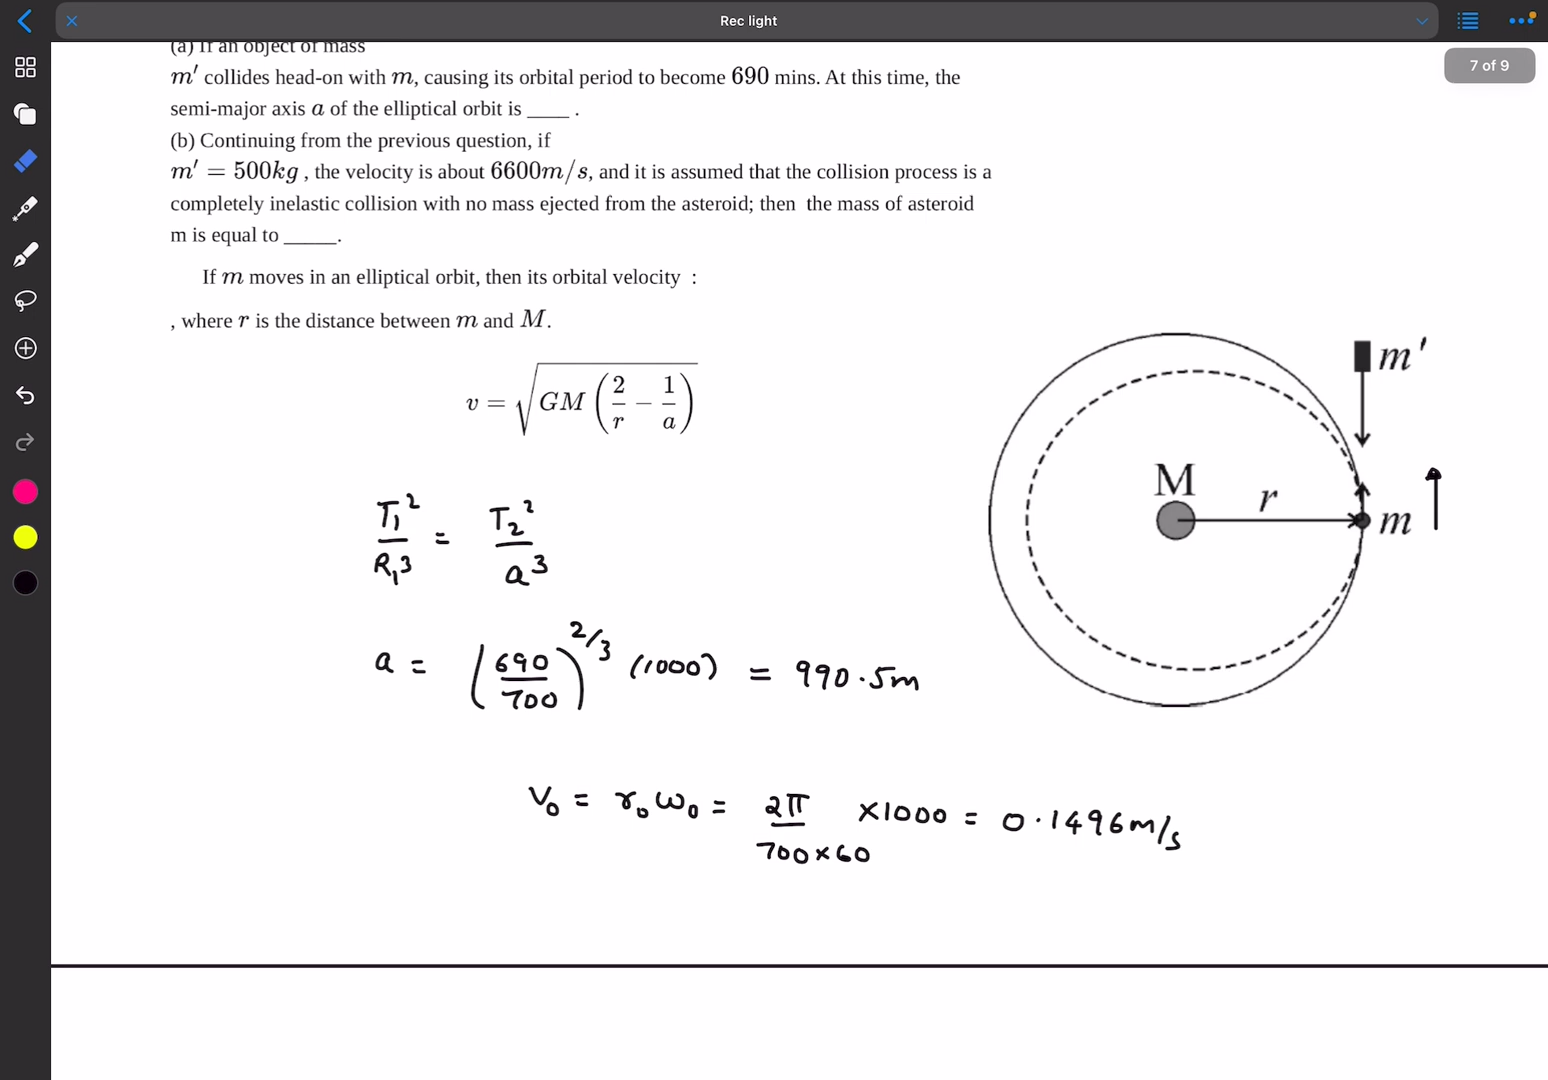 Rec light
7 of 9
(a) If an object of mass
m′ collides head-on with m, causing its orbital period to become 690 mins. At this time, the
semi-major axis a of the elliptical orbit is ____ .
(b) Continuing from the previous question, if
m′ = 500kg , the velocity is about 6600m/s, and it is assumed that the collision process is a
completely inelastic collision with no mass ejected from the asteroid; then the mass of asteroid
m is equal to _____.
If m moves in an elliptical orbit, then its orbital velocity :
, where r is the distance between m and M.
v = √(GM (2/r − 1/a))
m′
M
r
m
T₁²/R₁³ = T₂²/a³
a = (690/700)^2/3 (1000) = 990.5m
V₀ = r₀ω₀ = 2π/700×60 ×1000 = 0.1496m/s